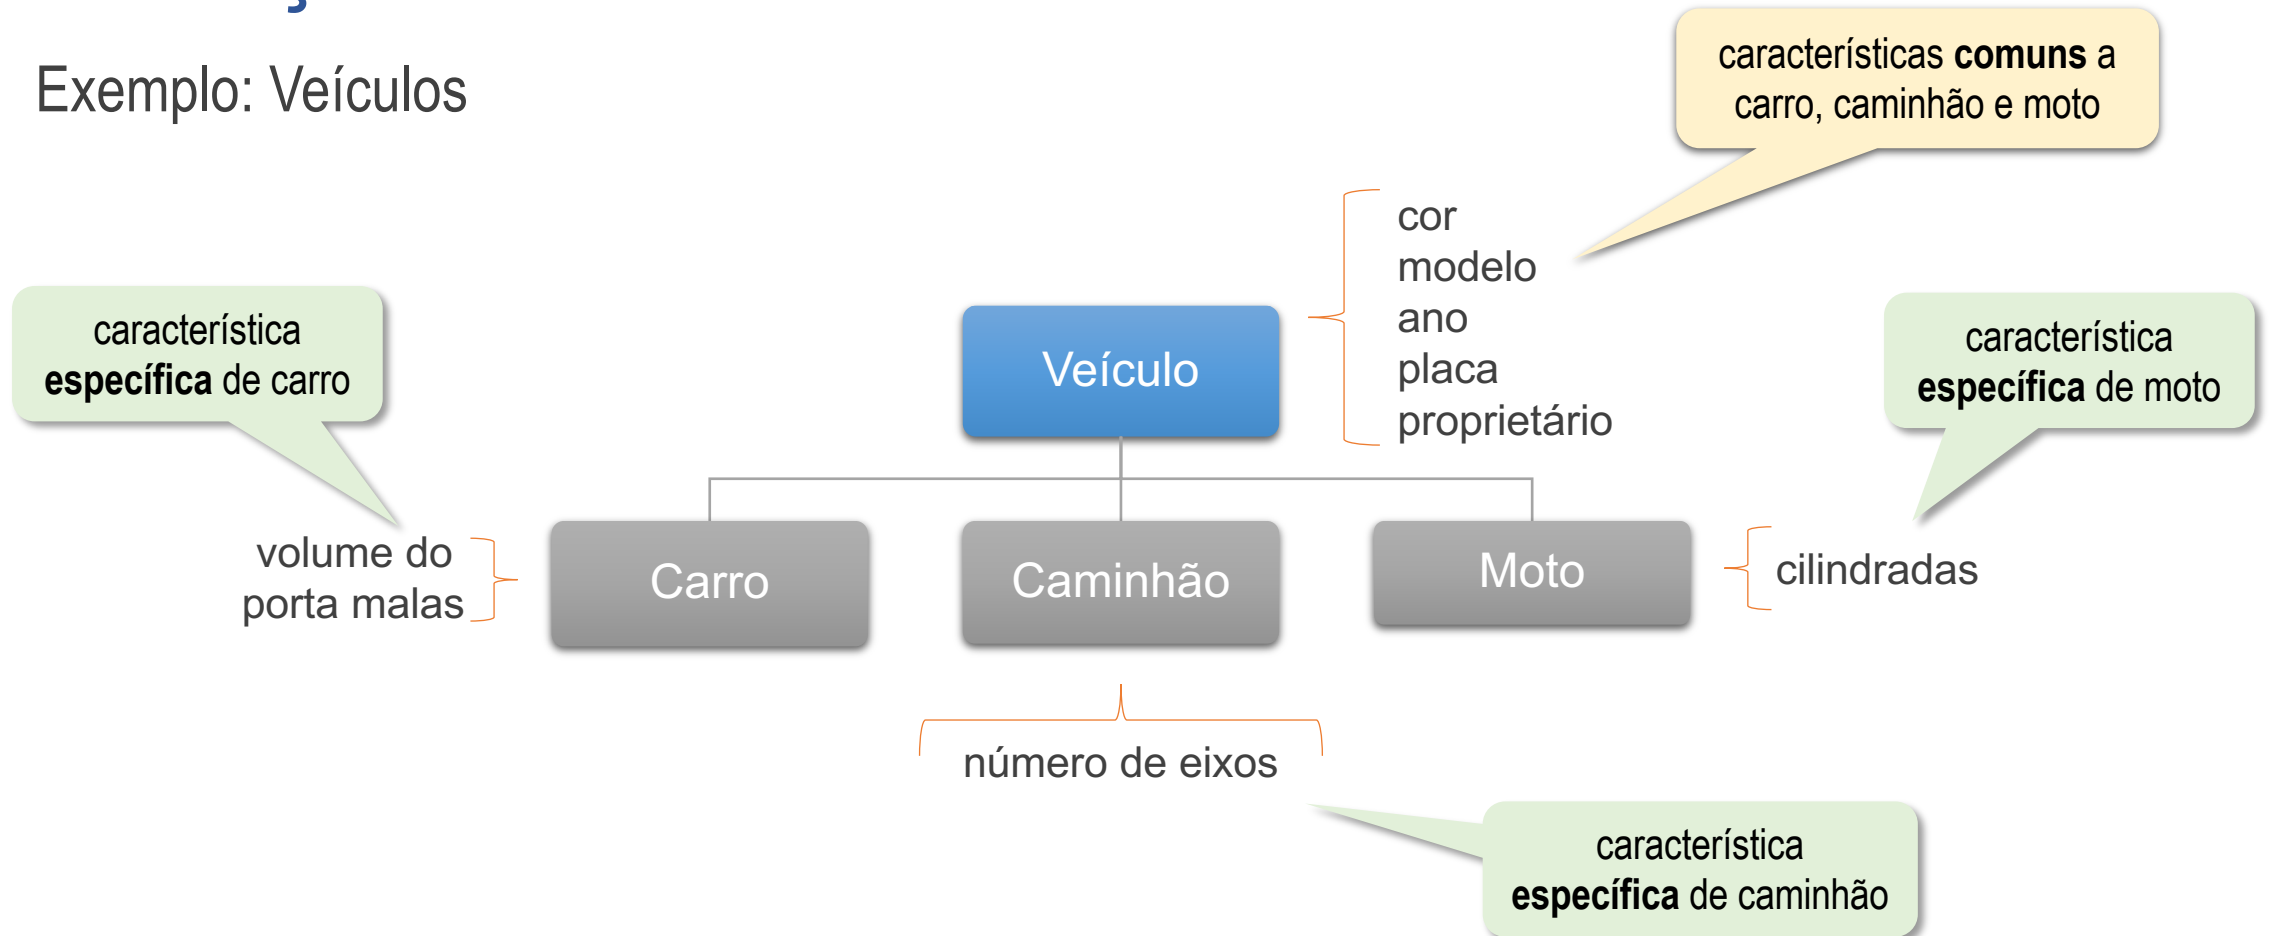 Exemplo: Veículos
características comuns a
carro, caminhão e moto
cor
modelo
ano
placa
proprietário
Veículo
característica
específica de carro
característica
específica de moto
volume do
porta malas
Carro
Caminhão
Moto
cilindradas
número de eixos
característica
específica de caminhão